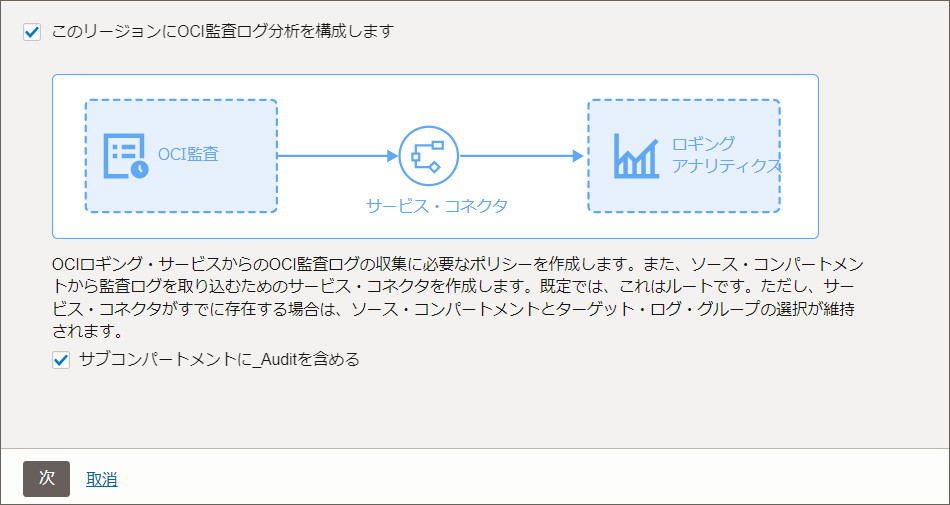 このリージョンにOCI監査ログ分析を構成します
OCI監査
サービス・コネクタ
ロギング
アナリティクス
OCIロギング・サービスからのOCI監査ログの収集に必要なポリシーを作成します。また、ソース・コンパートメン
トから監査ログを取り込むためのサービス・コネクタを作成します。既定では、これはルートです。ただし、サー
ビス・コネクタがすでに存在する場合は、ソース・コンパートメントとターゲット・ログ・グループの選択が維持
されます。
サブコンパートメントに_Auditを含める
次
取消